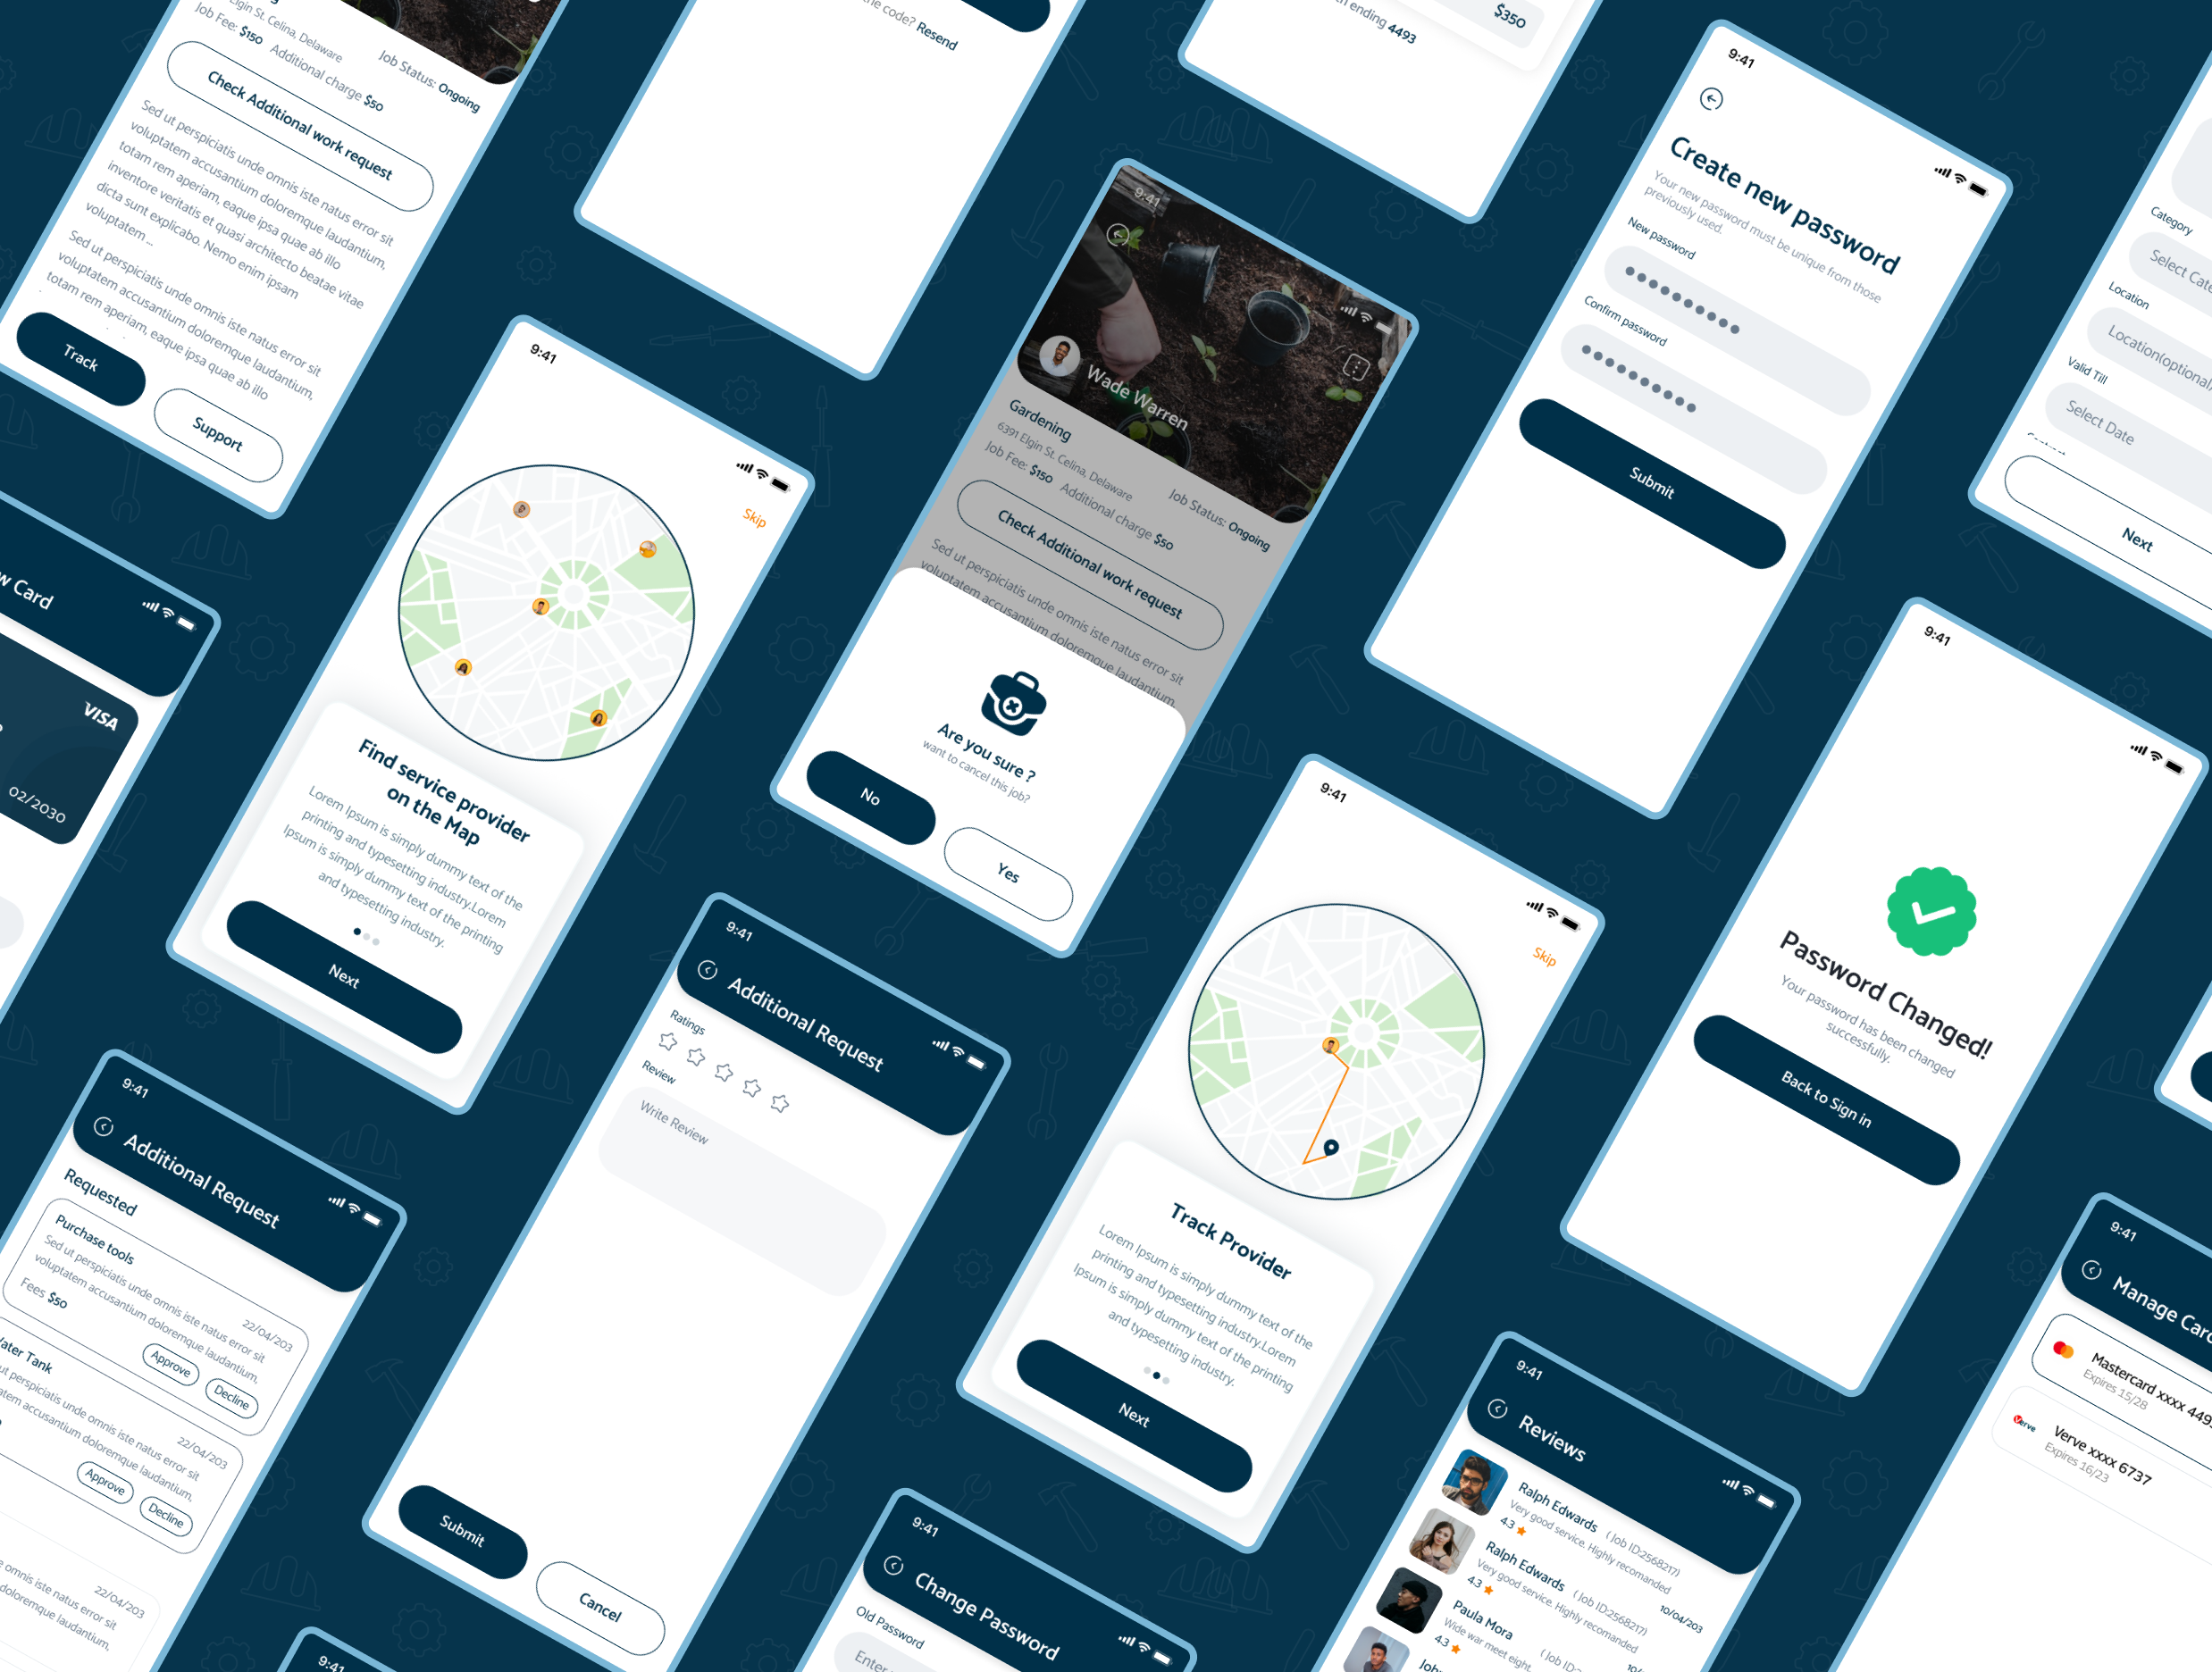 Elgin St. Celina, Delaware
Job Fee: $150 Additional charge $50
Job Status: Ongoing
Check Additional work request
Sed ut perspiciatis unde omnis iste natus error sit
voluptatem accusantium doloremque laudantium,
totam rem aperiam, eaque ipsa quae ab illo
inventore veritatis et quasi architecto beatae vitae
dicta sunt explicabo. Nemo enim ipsam
voluptatem ...
Sed ut perspiciatis unde omnis iste natus error sit
voluptatem accusantium doloremque laudantium,
totam rem aperiam, eaque ipsa quae ab illo
Track
Support
the code? Resend
ending 4493
$350
9:41
Create new password
Your new password must be unique from those
previously used.
New password
Confirm password
Submit
Category
Select Cate
Location
Location(optional)
Valid Till
Select Date
Next
9:41
Skip
Find service provider
on the Map
Lorem Ipsum is simply dummy text of the
printing and typesetting industry.Lorem
Ipsum is simply dummy text of the printing
and typesetting industry.
Next
9:41
Wade Warren
Gardening
6391 Elgin St. Celina, Delaware
Job Fee: $150 Additional charge $50
Job Status: Ongoing
Check Additional work request
Sed ut perspiciatis unde omnis iste natus error sit
voluptatem accusantium doloremque laudantium,
Are you sure ?
want to cancel this job?
No
Yes
w Card
VISA
02/2030
9:41
Password Changed!
Your password has been changed
successfully.
Back to Sign in
9:41
Skip
Track Provider
Lorem Ipsum is simply dummy text of the
printing and typesetting industry.Lorem
Ipsum is simply dummy text of the printing
and typesetting industry.
Next
9:41
Additional Request
Ratings
Review
Write Review
Submit
Cancel
9:41
Additional Request
Requested
Purchase tools
22/04/203
Sed ut perspiciatis unde omnis iste natus error sit
voluptatem accusantium doloremque laudantium,
Fees $50
Approve
Decline
ater Tank
22/04/203
ut perspiciatis unde omnis iste natus error sit
atem accusantium doloremque laudantium,
Approve
Decline
22/04/203
omnis iste natus error sit
doloremque laudantium,
9:41
9:41
Change Password
Old Password
Enter
9:41
Reviews
Ralph Edwards ( Job ID:2568217)
Very good service. Highly recomanded
4.3
10/04/203
Ralph Edwards ( Job ID:2568217)
Very good service. Highly recomanded
4.3
Paula Mora ( Job ID:25682
Wide war meet eight.
4.3
10/
John
9:41
Manage Card
Mastercard xxxx 449
Expires 15/28
Verve
Verve xxxx 6737
Expires 16/23